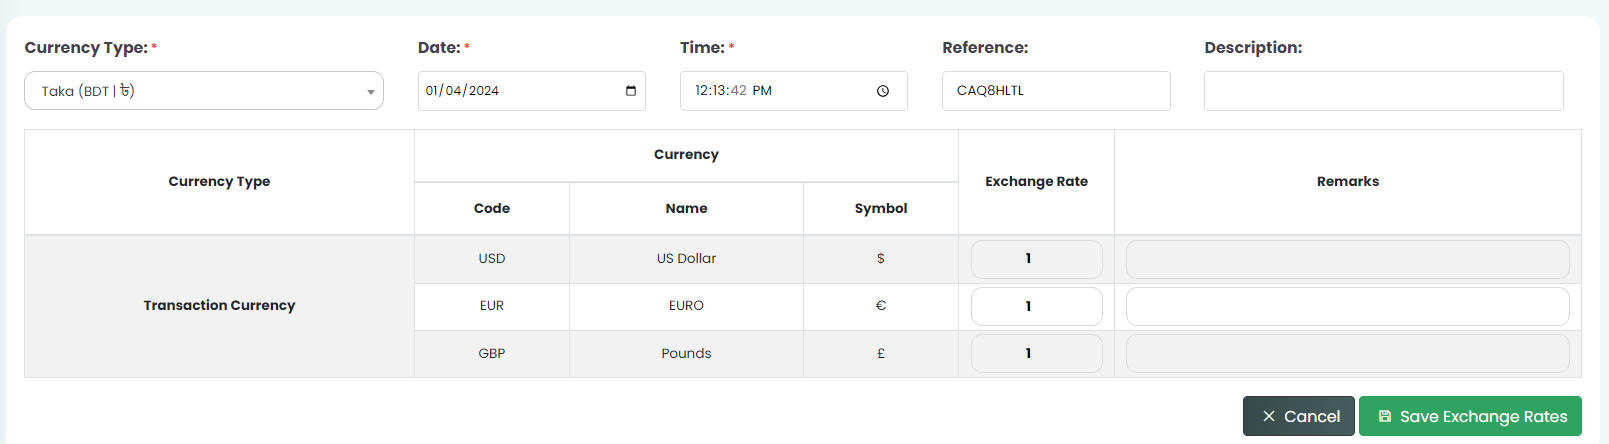 Currency Type: *
Date: *
Time: *
Reference:
Description:
Taka (BDT | ৳)
01/04/2024
12:13:42 PM
CAQ8HLTL
Currency Type
Currency
Exchange Rate
Remarks
Code
Name
Symbol
Transaction Currency
USD
US Dollar
$
1
EUR
EURO
€
1
GBP
Pounds
£
1
Cancel
Save Exchange Rates